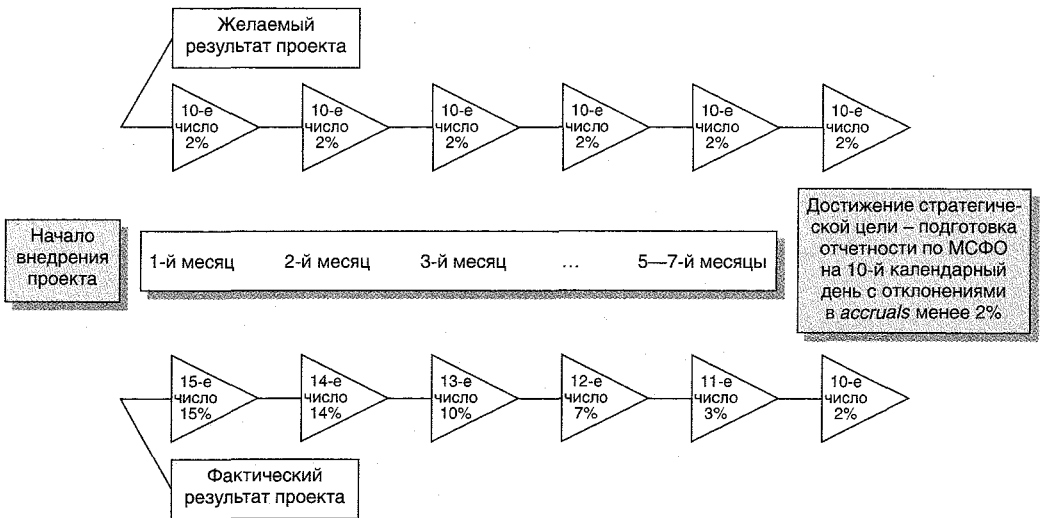 Желаемый
результат проекта
10-е
число
2%
10-е
число
2%
10-е
число
2%
10-е
число
2%
10-е
число
2%
10-е
число
2%
Начало
внедрения
проекта
1-й месяц 2-й месяц 3-й месяц ... 5—7-й месяцы
Достижение стратегиче-
ской цели – подготовка
отчетности по МСФО
на 10-й календарный
день с отклонениями
в accruals менее 2%
15-е
число
15%
14-е
число
14%
13-е
число
10%
12-е
число
7%
11-е
число
3%
10-е
число
2%
Фактический
результат проекта